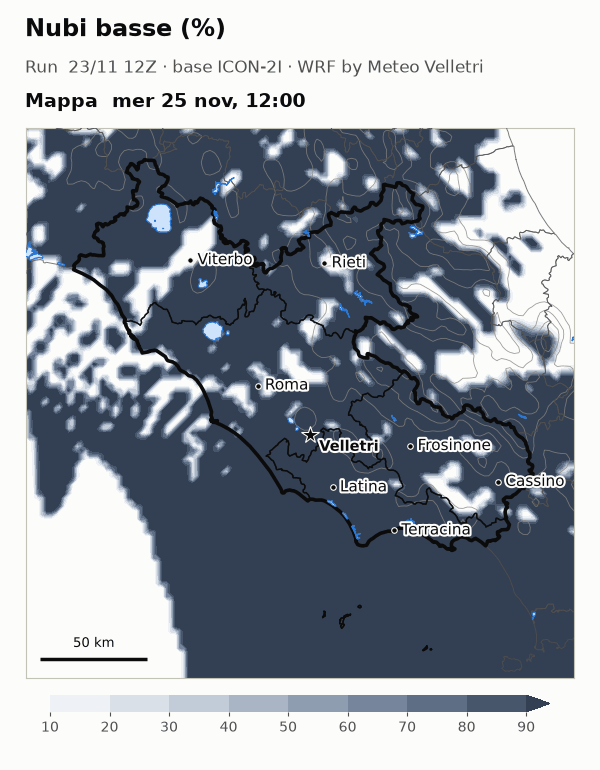 Nubi basse (%)
Run 23/11 12Z · base ICON-2I · WRF by Meteo Velletri
Mappa mer 25 nov, 12:00
Viterbo
Rieti
Roma
Velletri
Frosinone
Latina
Cassino
Terracina
50 km
10 20 30 40 50 60 70 80 90